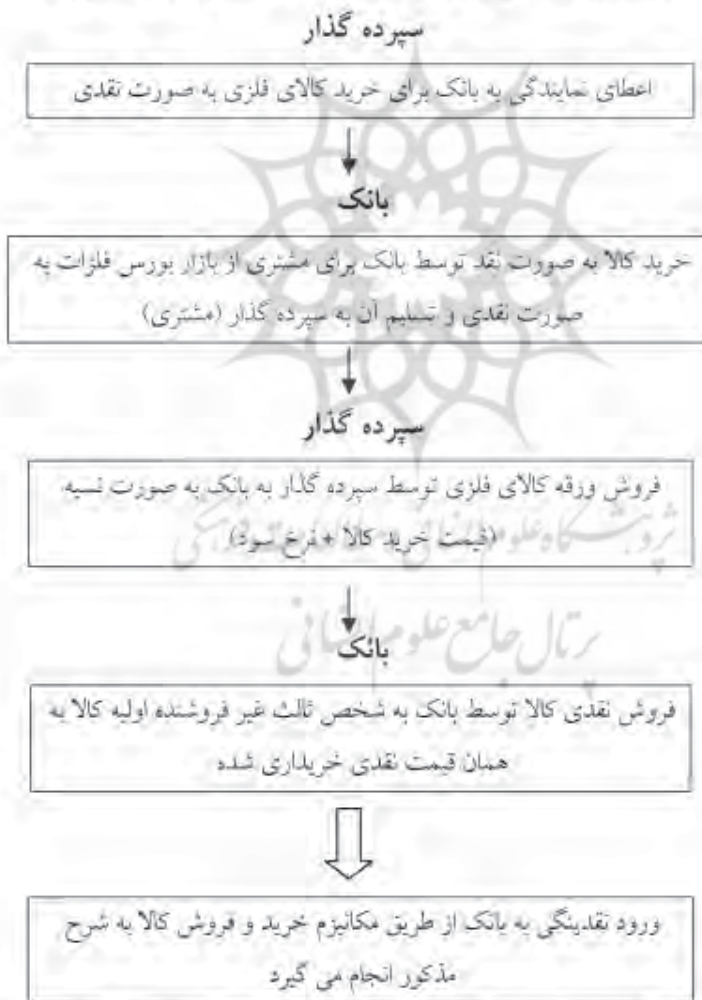 سپرده گذار
اعطای نمایندگی به بانک برای خرید کالای فلزی به صورت نقدی
بانک
خرید کالا به صورت نقد توسط بانک برای مشتری از بازار بورس فلزات به
صورت نقدی و تسلیم آن به سپرده گذار (مشتری)
سپرده گذار
فروش ورقه کالای فلزی توسط سپرده گذار به بانک به صورت نسیه
(قیمت خرید کالا + نرخ سود)
پرتال جامع علوم انسانی
بانک
فروش نقدی کالا توسط بانک به شخص ثالث غیر فروشنده اولیه کالا به
همان قیمت نقدی خریداری شده
ورود نقدینگی به بانک از طریق مکانیزم خرید و فروش کالا به شرح
مذکور انجام می گیرد